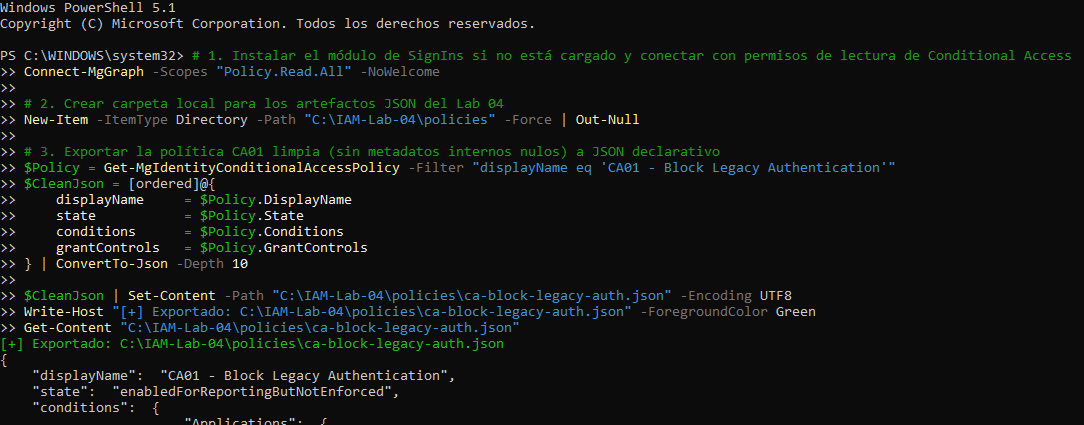 Windows PowerShell 5.1
Copyright (C) Microsoft Corporation. Todos los derechos reservados.
PS C:\WINDOWS\system32> # 1. Instalar el módulo de SignIns si no está cargado y conectar con permisos de lectura de Conditional Access
>> Connect-MgGraph -Scopes "Policy.Read.All" -NoWelcome
>>
>> # 2. Crear carpeta local para los artefactos JSON del Lab 04
>> New-Item -ItemType Directory -Path "C:\IAM-Lab-04\policies" -Force | Out-Null
>>
>> # 3. Exportar la política CA01 limpia (sin metadatos internos nulos) a JSON declarativo
>> $Policy = Get-MgIdentityConditionalAccessPolicy -Filter "displayName eq 'CA01 - Block Legacy Authentication'"
>> $CleanJson = [ordered]@{
>>     displayName     = $Policy.DisplayName
>>     state           = $Policy.State
>>     conditions      = $Policy.Conditions
>>     grantControls   = $Policy.GrantControls
>> } | ConvertTo-Json -Depth 10
>>
>> $CleanJson | Set-Content -Path "C:\IAM-Lab-04\policies\ca-block-legacy-auth.json" -Encoding UTF8
>> Write-Host "[+] Exportado: C:\IAM-Lab-04\policies\ca-block-legacy-auth.json" -ForegroundColor Green
>> Get-Content "C:\IAM-Lab-04\policies\ca-block-legacy-auth.json"
[+] Exportado: C:\IAM-Lab-04\policies\ca-block-legacy-auth.json
{
    "displayName":  "CA01 - Block Legacy Authentication",
    "state":  "enabledForReportingButNotEnforced",
    "conditions":  {
                       "Applications":  {